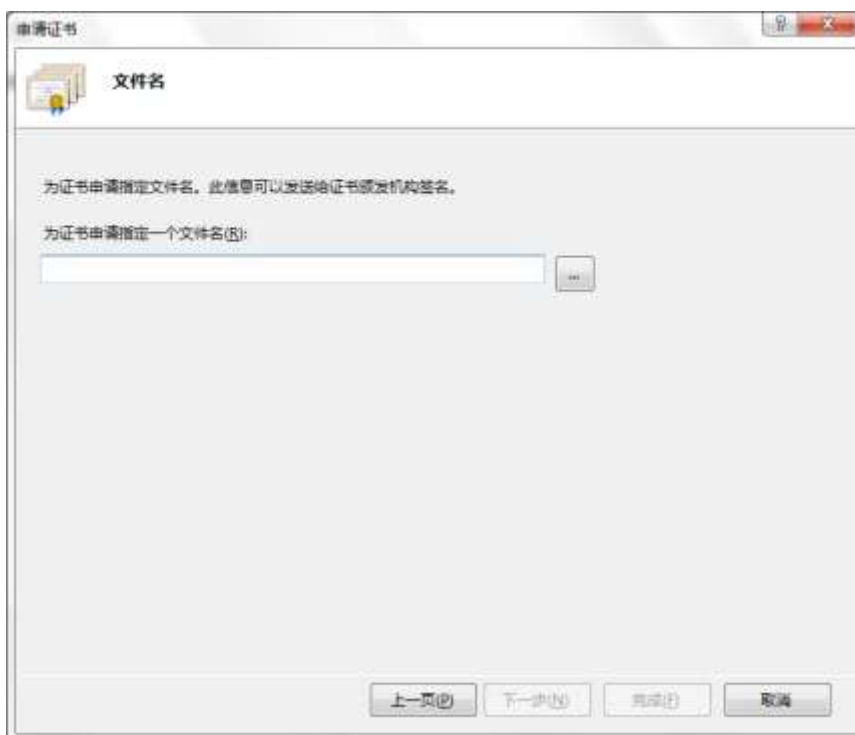 申请证书
文件名
为证书申请指定文件名。此信息可以发送给证书颁发机构签名。
为证书申请指定一个文件名(R):
...
上一页(P) 下一步(N) 完成(F) 取消